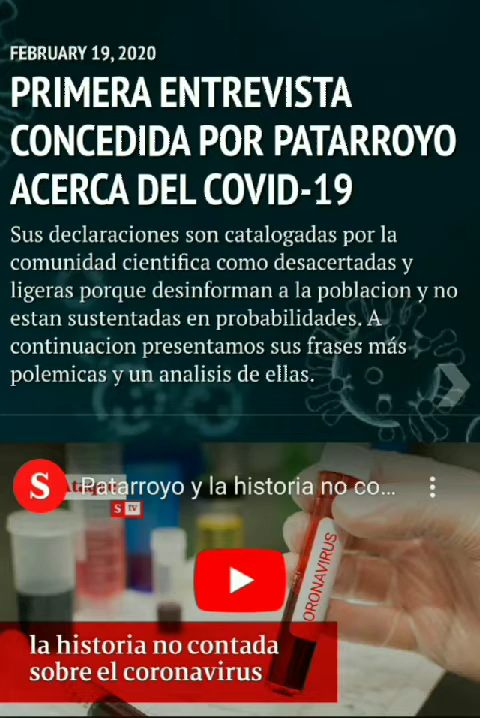 FEBRUARY 19, 2020
PRIMERA ENTREVISTA
CONCEDIDA POR PATARROYO
ACERCA DEL COVID-19
Sus declaraciones son catalogadas por la
comunidad cientifica como desacertadas y
ligeras porque desinforman a la poblacion y no
estan sustentadas en probabilidades. A
continuacion presentamos sus frases más
polemicas y un analisis de ellas.
S Patarroyo y la historia no co...
S TV
ORONAVIRUS
la historia no contada
sobre el coronavirus